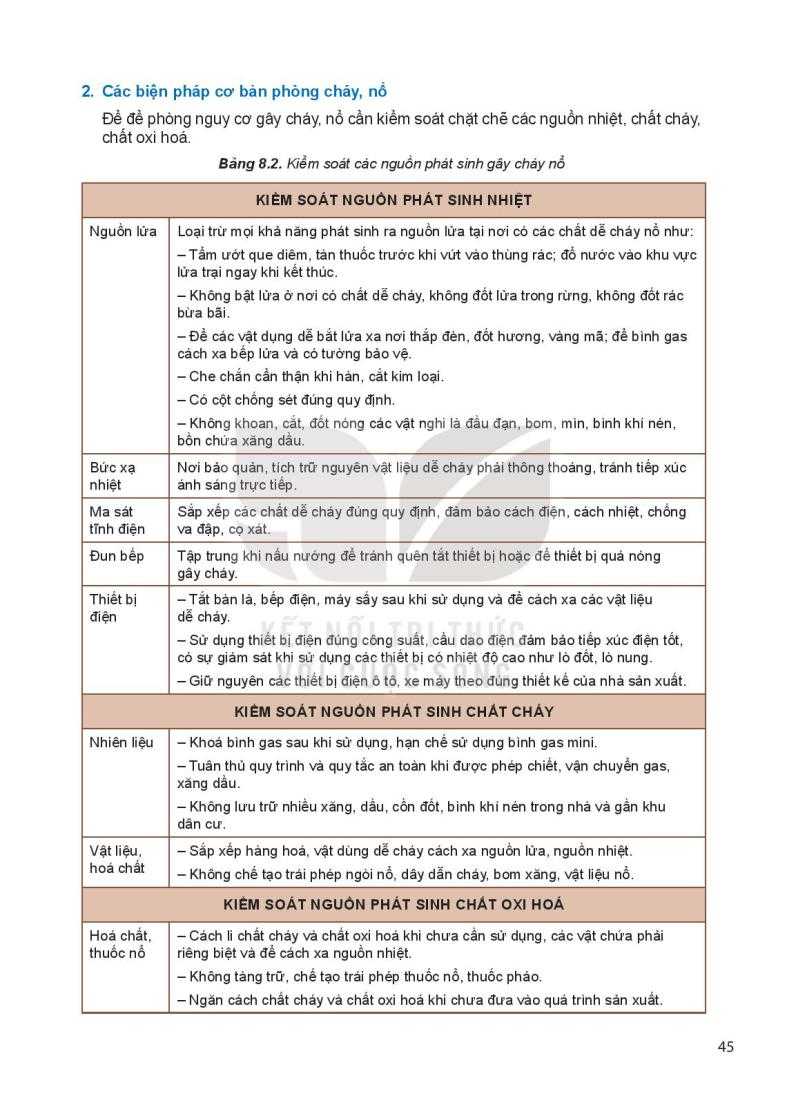 2. Các biện pháp cơ bản phòng cháy, nổ
Để đề phòng nguy cơ gây cháy, nổ cần kiểm soát chặt chẽ các nguồn nhiệt, chất cháy,
chất oxi hoá.
Bảng 8.2. Kiểm soát các nguồn phát sinh gây cháy nổ
KIỂM SOÁT NGUỒN PHÁT SINH NHIỆT
Nguồn lửa
Loại trừ mọi khả năng phát sinh ra nguồn lửa tại nơi có các chất dễ cháy nổ như:
– Tẩm ướt que diêm, tàn thuốc trước khi vứt vào thùng rác; đổ nước vào khu vực
lửa trại ngay khi kết thúc.
– Không bật lửa ở nơi có chất dễ cháy, không đốt lửa trong rừng, không đốt rác
bừa bãi.
– Để các vật dụng dễ bắt lửa xa nơi thắp đèn, đốt hương, vàng mã; để bình gas
cách xa bếp lửa và có tường bảo vệ.
– Che chắn cẩn thận khi hàn, cắt kim loại.
– Có cột chống sét đúng quy định.
– Không khoan, cắt, đốt nóng các vật nghi là đầu đạn, bom, mìn, bình khí nén,
bồn chứa xăng dầu.
Bức xạ
nhiệt
Nơi bảo quản, tích trữ nguyên vật liệu dễ cháy phải thông thoáng, tránh tiếp xúc
ánh sáng trực tiếp.
Ma sát
tĩnh điện
Sắp xếp các chất dễ cháy đúng quy định, đảm bảo cách điện, cách nhiệt, chống
va đập, cọ xát.
Đun bếp
Tập trung khi nấu nướng để tránh quên tắt thiết bị hoặc để thiết bị quá nóng
gây cháy.
Thiết bị
điện
– Tắt bàn là, bếp điện, máy sấy sau khi sử dụng và để cách xa các vật liệu
dễ cháy.
– Sử dụng thiết bị điện đúng công suất, cầu dao điện đảm bảo tiếp xúc điện tốt,
có sự giám sát khi sử dụng các thiết bị có nhiệt độ cao như lò đốt, lò nung.
– Giữ nguyên các thiết bị điện ô tô, xe máy theo đúng thiết kế của nhà sản xuất.
KẾT NỐI TRI THỨC
VỚI CUỘC SỐNG
KIỂM SOÁT NGUỒN PHÁT SINH CHẤT CHÁY
Nhiên liệu
– Khoá bình gas sau khi sử dụng, hạn chế sử dụng bình gas mini.
– Tuân thủ quy trình và quy tắc an toàn khi được phép chiết, vận chuyển gas,
xăng dầu.
– Không lưu trữ nhiều xăng, dầu, cồn đốt, bình khí nén trong nhà và gần khu
dân cư.
Vật liệu,
hoá chất
– Sắp xếp hàng hoá, vật dùng dễ cháy cách xa nguồn lửa, nguồn nhiệt.
– Không chế tạo trái phép ngòi nổ, dây dẫn cháy, bom xăng, vật liệu nổ.
KIỂM SOÁT NGUỒN PHÁT SINH CHẤT OXI HOÁ
Hoá chất,
thuốc nổ
– Cách li chất cháy và chất oxi hoá khi chưa cần sử dụng, các vật chứa phải
riêng biệt và để cách xa nguồn nhiệt.
– Không tàng trữ, chế tạo trái phép thuốc nổ, thuốc pháo.
– Ngăn cách chất cháy và chất oxi hoá khi chưa đưa vào quá trình sản xuất.
45